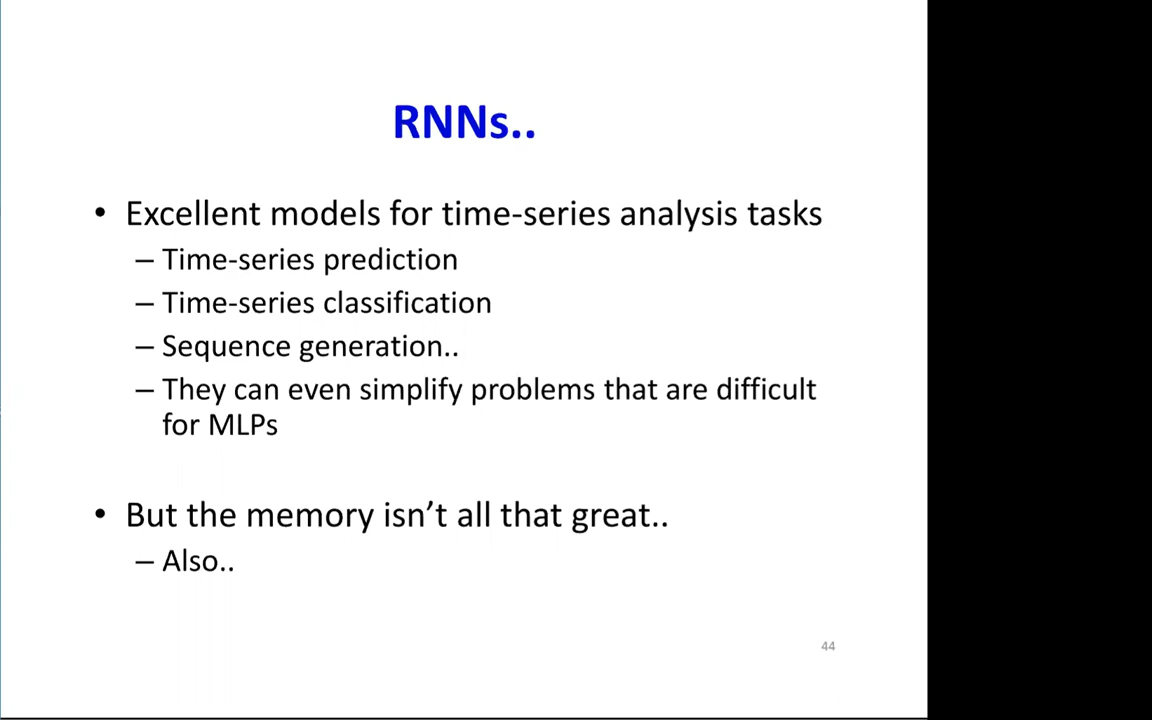 RNNs..
• Excellent models for time-series analysis tasks
– Time-series prediction
– Time-series classification
– Sequence generation..
– They can even simplify problems that are difficult
for MLPs
• But the memory isn’t all that great..
– Also..
44